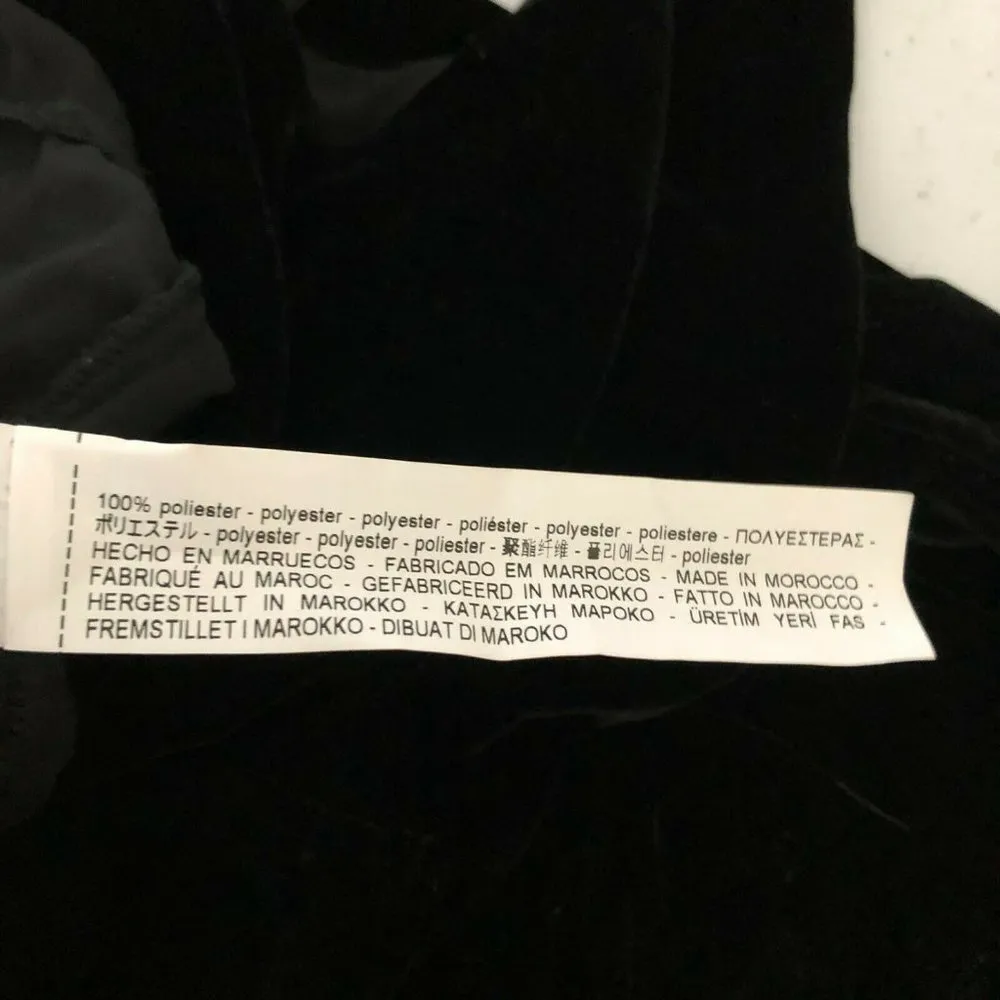 100% poliester - polyester - polyester - poliéster - polyester - poliestere - ΠΟΛΥΕΣΤΕΡΑΣ -
ポリエステル - polyester - polyester - poliester - 聚酯纤维 - 폴리에스터 - poliester
HECHO EN MARRUECOS - FABRICADO EM MARROCOS - MADE IN MOROCCO -
FABRIQUÉ AU MAROC - GEFABRICEERD IN MAROKKO - FATTO IN MAROCCO -
HERGESTELLT IN MAROKKO - ΚΑΤΑΣΚΕΥΗ ΜΑΡΟΚΟ - ÜRETİM YERİ FAS -
FREMSTILLET I MAROKKO - DIBUAT DI MAROKO